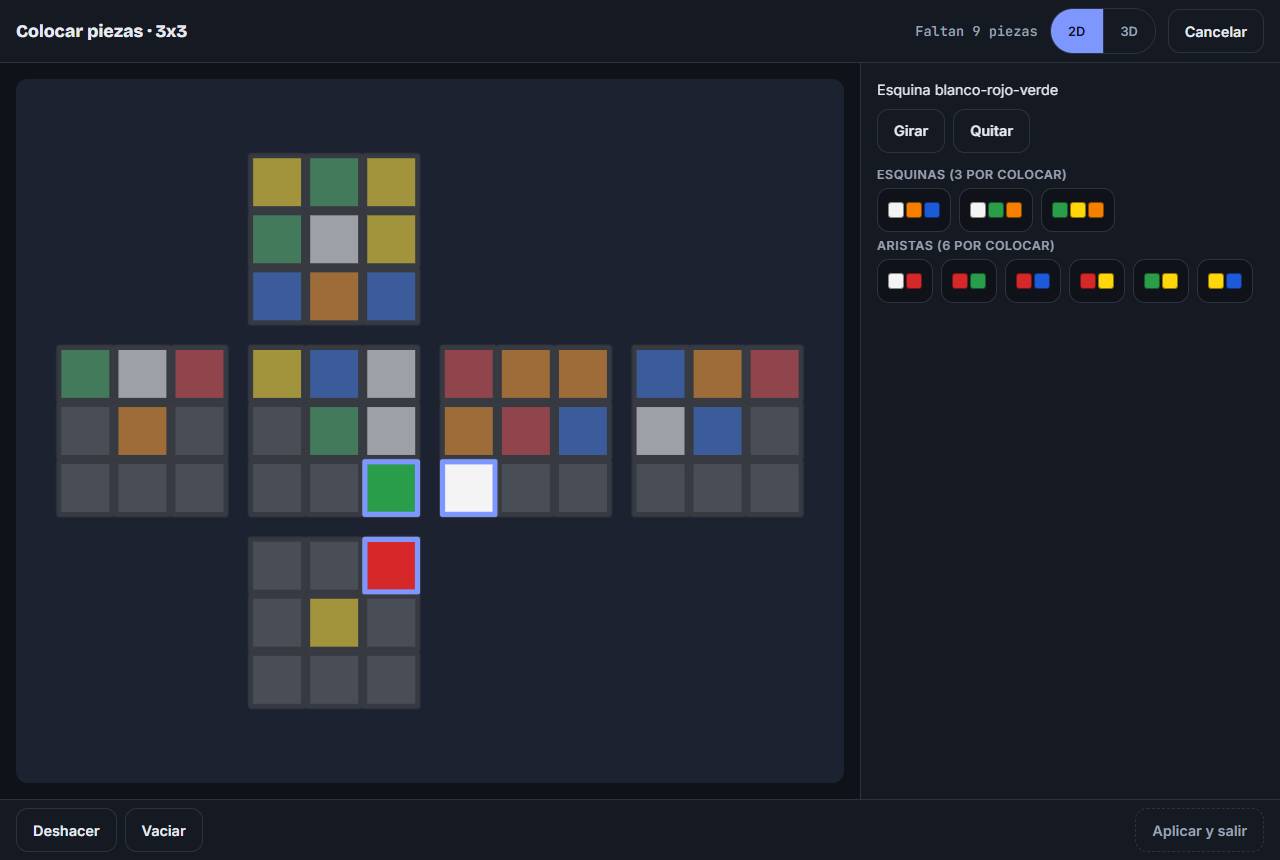 Colocar piezas · 3x3
Faltan 9 piezas
2D
3D
Cancelar
Esquina blanco-rojo-verde
Girar
Quitar
ESQUINAS (3 POR COLOCAR)
ARISTAS (6 POR COLOCAR)
Deshacer
Vaciar
Aplicar y salir